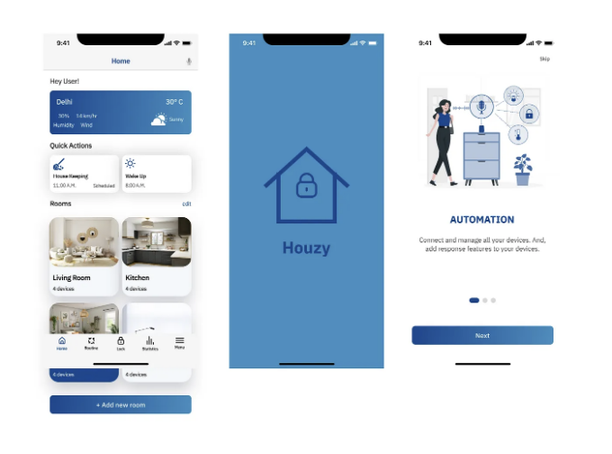 9:41
Home
Hey User!
Delhi 30° C
30% 14 km/hr
Humidity Wind Sunny
Quick Actions
House Keeping Wake Up
11.00 A.M. Scheduled 8.00 A.M.
Rooms edit
Living Room Kitchen
4 devices 4 devices
Home Routine Lock Statistics Menu
4 devices 4 devices
+ Add new room
9:41
Houzy
9:41
Skip
AUTOMATION
Connect and manage all your devices. And,
add response features to your devices.
Next